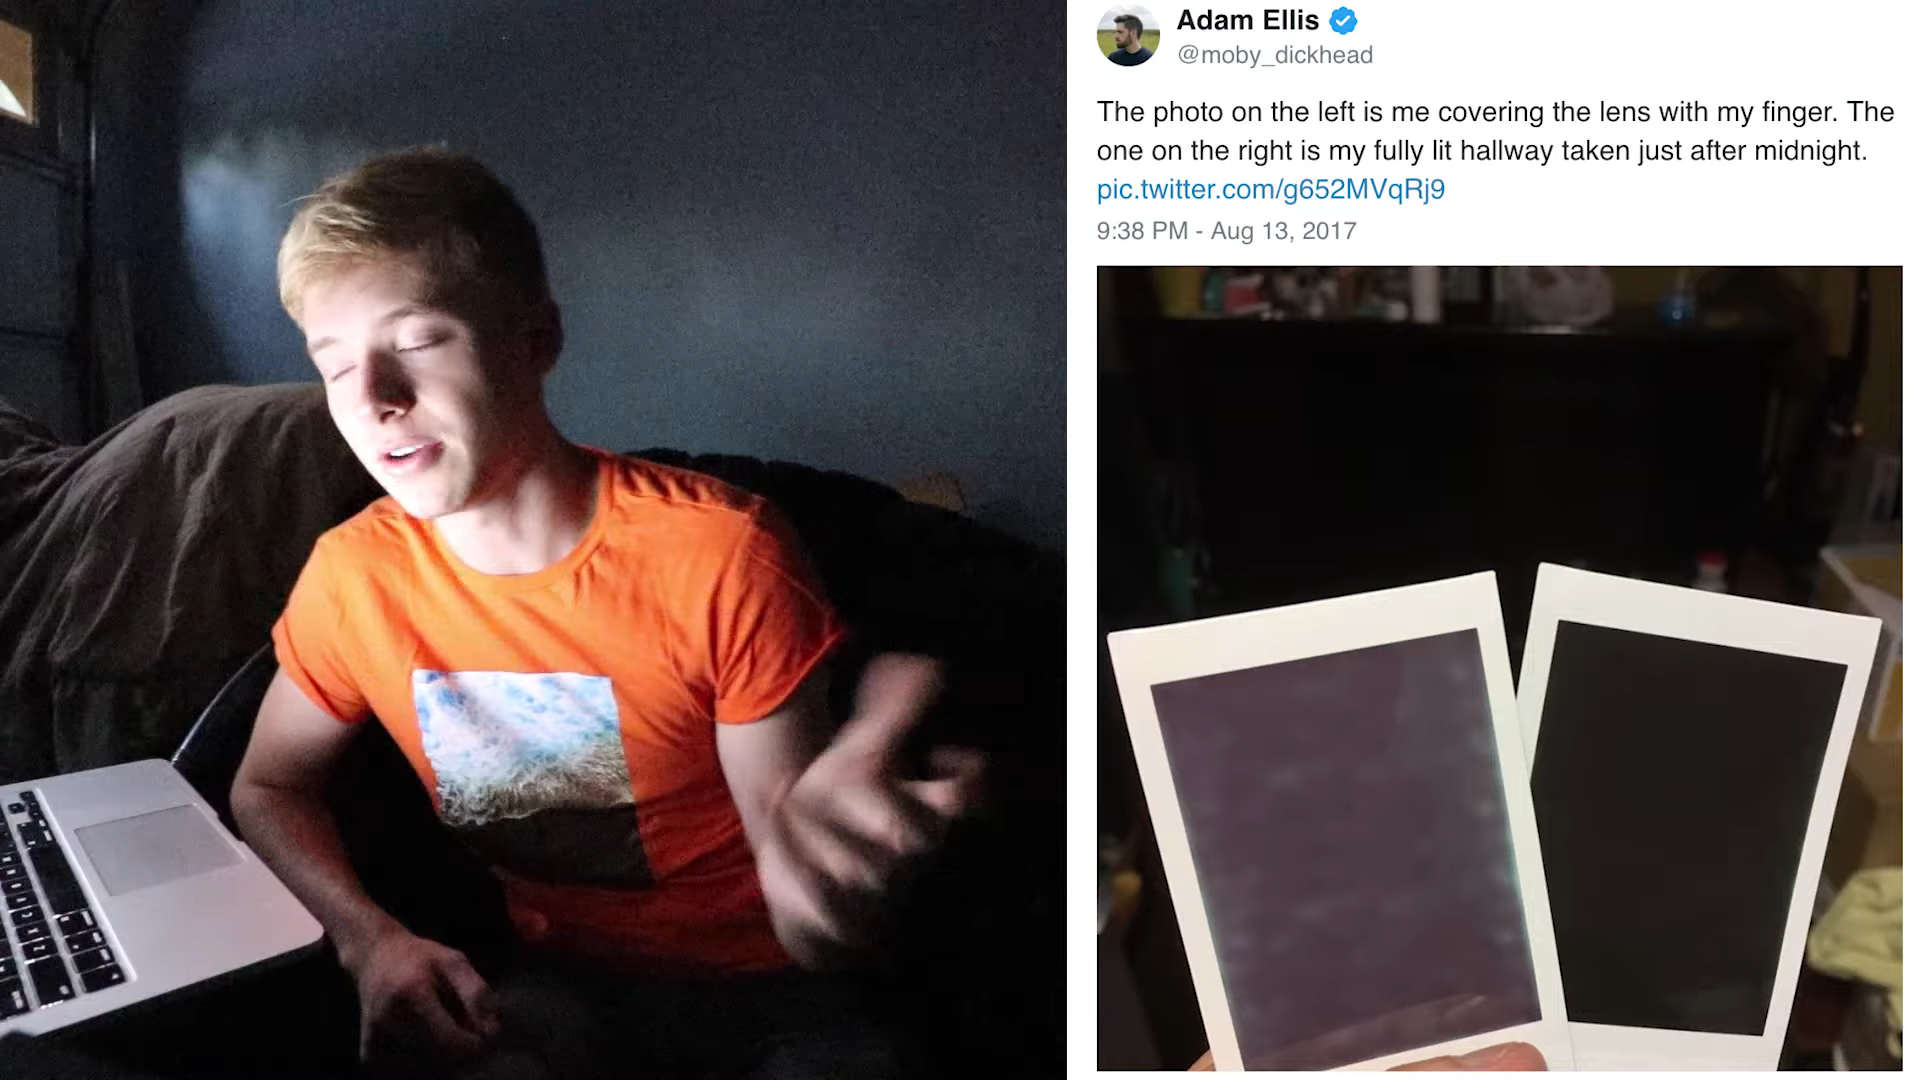 Adam Ellis
@moby_dickhead
The photo on the left is me covering the lens with my finger. The
one on the right is my fully lit hallway taken just after midnight.
pic.twitter.com/g652MVqRj9
9:38 PM - Aug 13, 2017